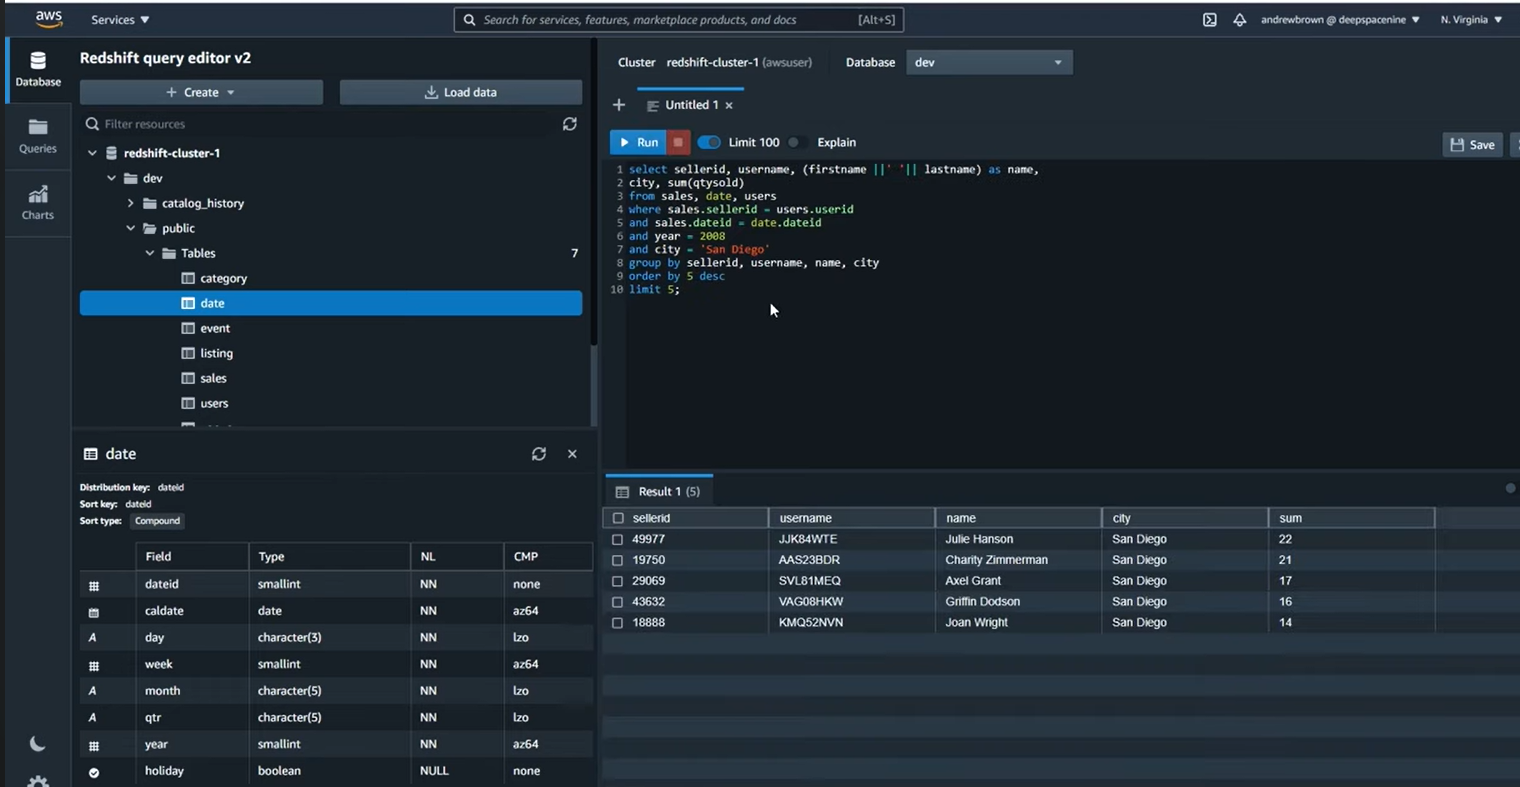 aws
Services
Search for services, features, marketplace products, and docs [Alt+S]
andrewbrown @ deepspacenine
N. Virginia
Database
Queries
Charts
Redshift query editor v2
Create
Load data
Filter resources
redshift-cluster-1
dev
catalog_history
public
Tables 7
category
date
event
listing
sales
users
date
Distribution key: dateid
Sort key: dateid
Sort type: Compound
Field Type NL CMP
dateid smallint NN none
caldate date NN az64
day character(3) NN lzo
week smallint NN az64
month character(5) NN lzo
qtr character(5) NN lzo
year smallint NN az64
holiday boolean NULL none
Cluster redshift-cluster-1 (awsuser) Database dev
Untitled 1
Run Limit 100 Explain Save
1 select sellerid, username, (firstname ||' '|| lastname) as name,
2 city, sum(qtysold)
3 from sales, date, users
4 where sales.sellerid = users.userid
5 and sales.dateid = date.dateid
6 and year = 2008
7 and city = 'San Diego'
8 group by sellerid, username, name, city
9 order by 5 desc
10 limit 5;
Result 1 (5)
sellerid username name city sum
49977 JJK84WTE Julie Hanson San Diego 22
19750 AAS23BDR Charity Zimmerman San Diego 21
29069 SVL81MEQ Axel Grant San Diego 17
43632 VAG08HKW Griffin Dodson San Diego 16
18888 KMQ52NVN Joan Wright San Diego 14